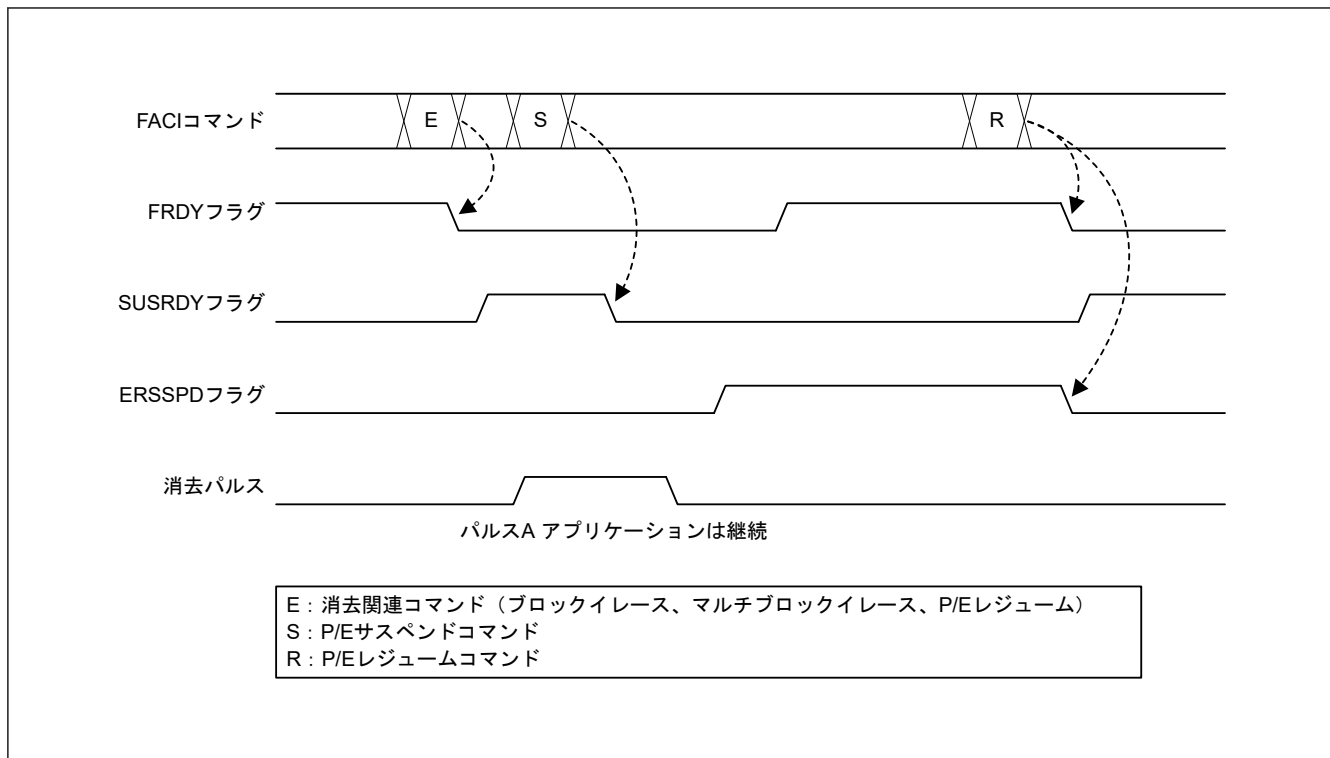 FACIコマンド
E
S
R
FRDYフラグ
SUSRDYフラグ
ERSSPDフラグ
消去パルス
パルスA アプリケーションは継続
E：消去関連コマンド（ブロックイレース、マルチブロックイレース、P/Eレジューム）
S：P/Eサスペンドコマンド
R：P/Eレジュームコマンド